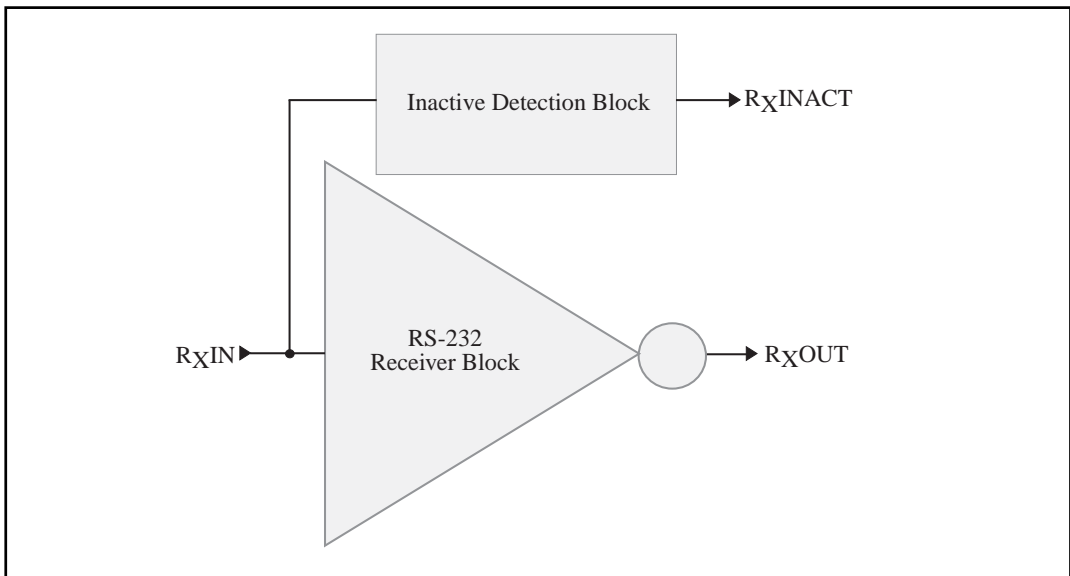 Inactive Detection Block
RXINACT
RS-232
Receiver Block
RXIN
RXOUT